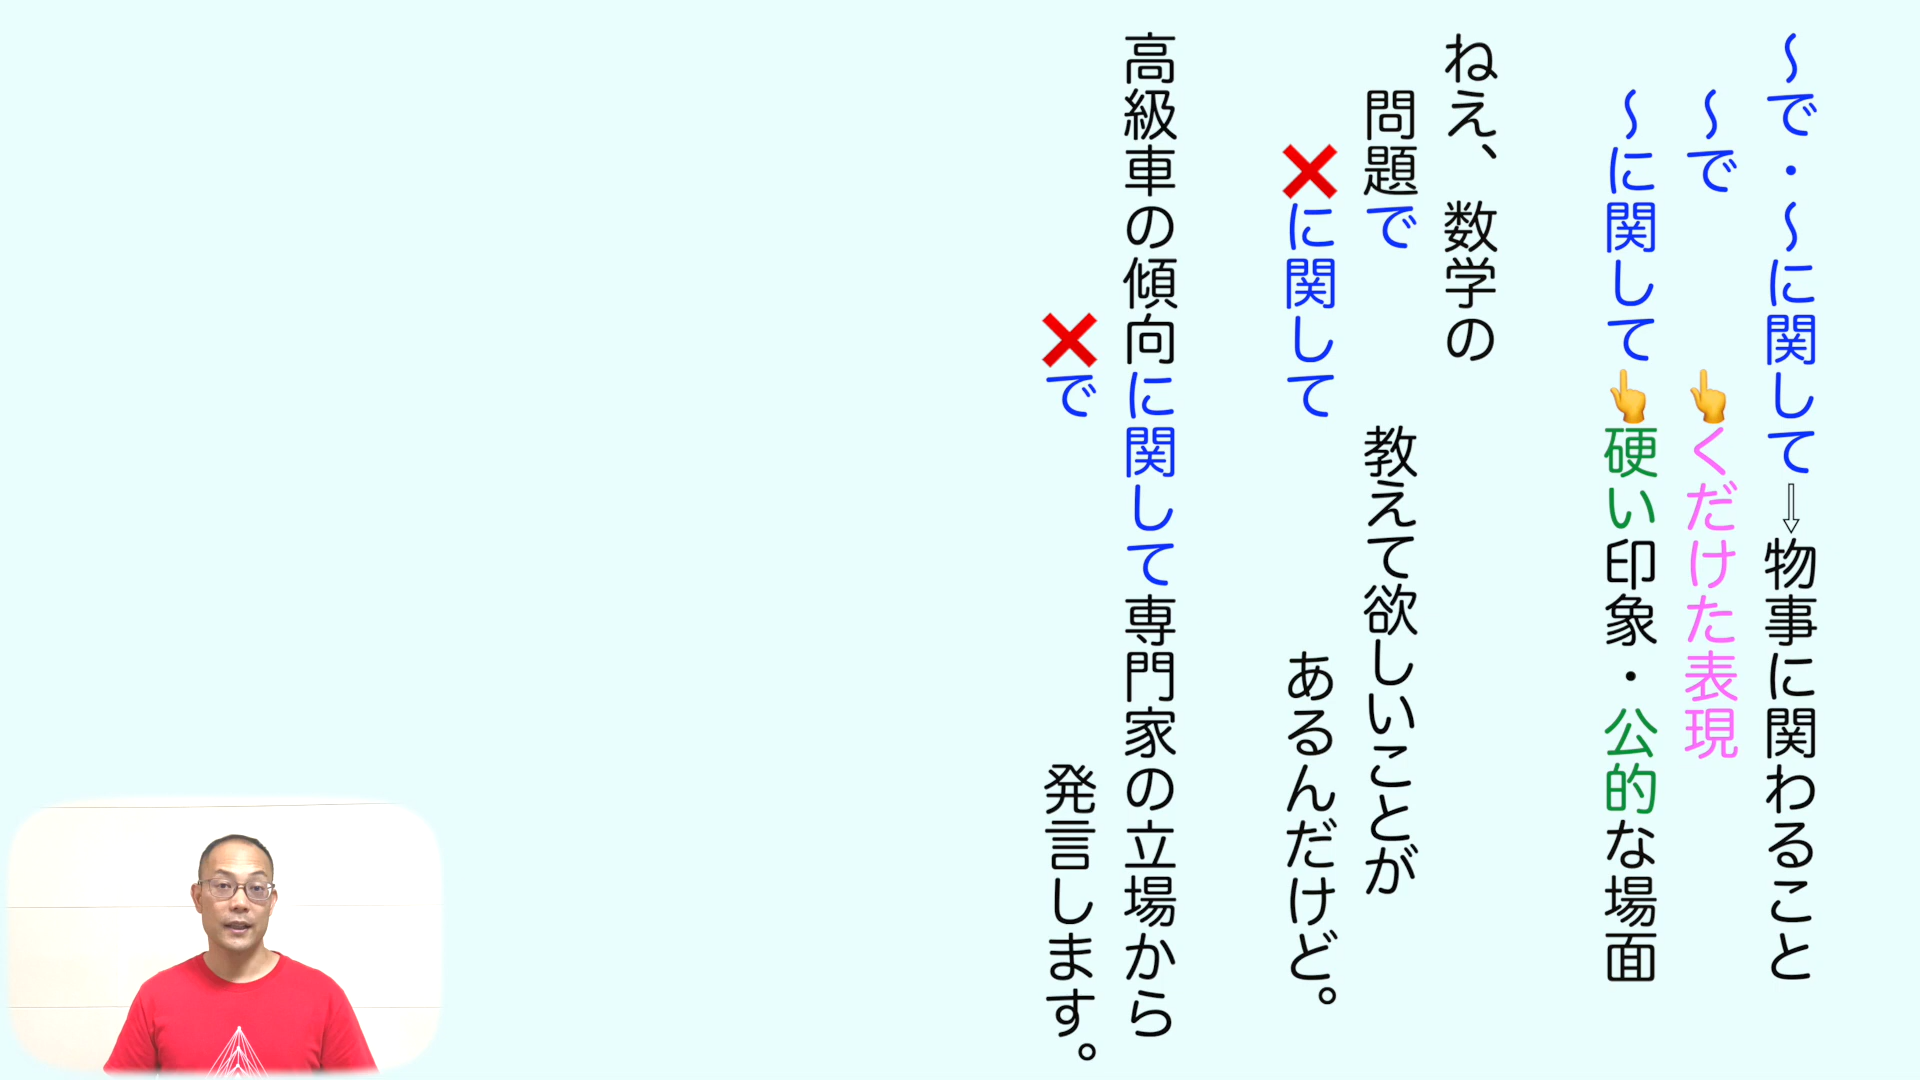 〜で・〜に関して⇨物事に関わること
〜で👆くだけた表現
〜に関して👆硬い印象・公的な場面
ねえ、数学の
問題で教えて欲しいことが
❌に関してあるんだけど。
高級車の傾向に関して専門家の立場から
❌で発言します。